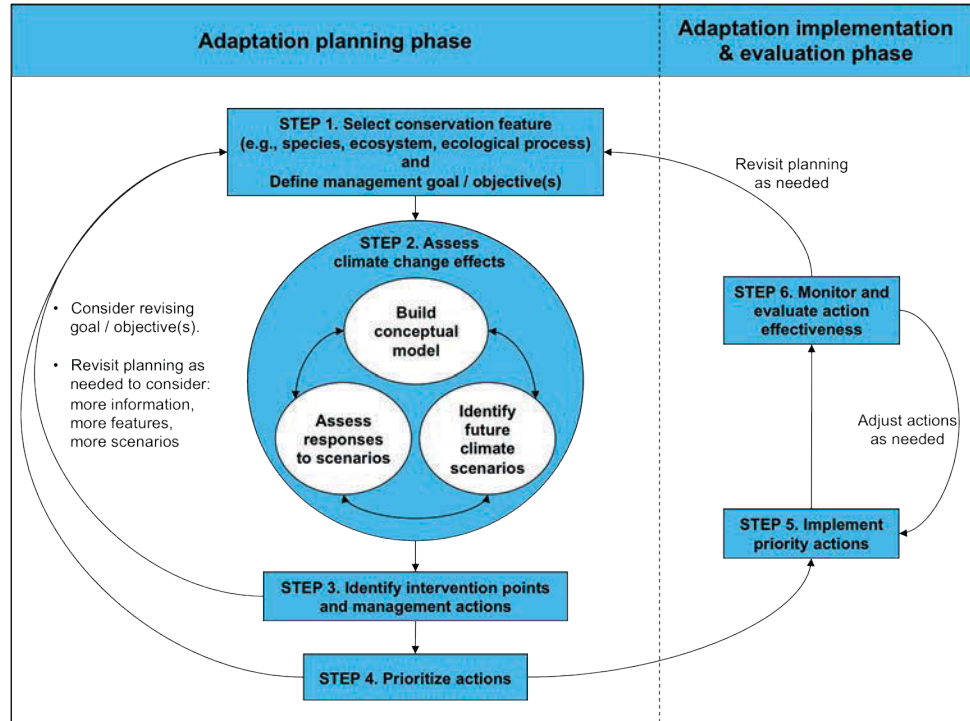 Adaptation planning phase
Adaptation implementation
& evaluation phase
STEP 1. Select conservation feature
(e.g., species, ecosystem, ecological process)
and
Define management goal / objective(s)
Revisit planning
as needed
STEP 2. Assess
climate change effects
Build
conceptual
model
Assess
responses
to scenarios
Identify
future
climate
scenarios
• Consider revising
goal / objective(s).
• Revisit planning as
needed to consider:
more information,
more features,
more scenarios
STEP 3. Identify intervention points
and management actions
STEP 4. Prioritize actions
STEP 6. Monitor and
evaluate action
effectiveness
Adjust actions
as needed
STEP 5. Implement
priority actions